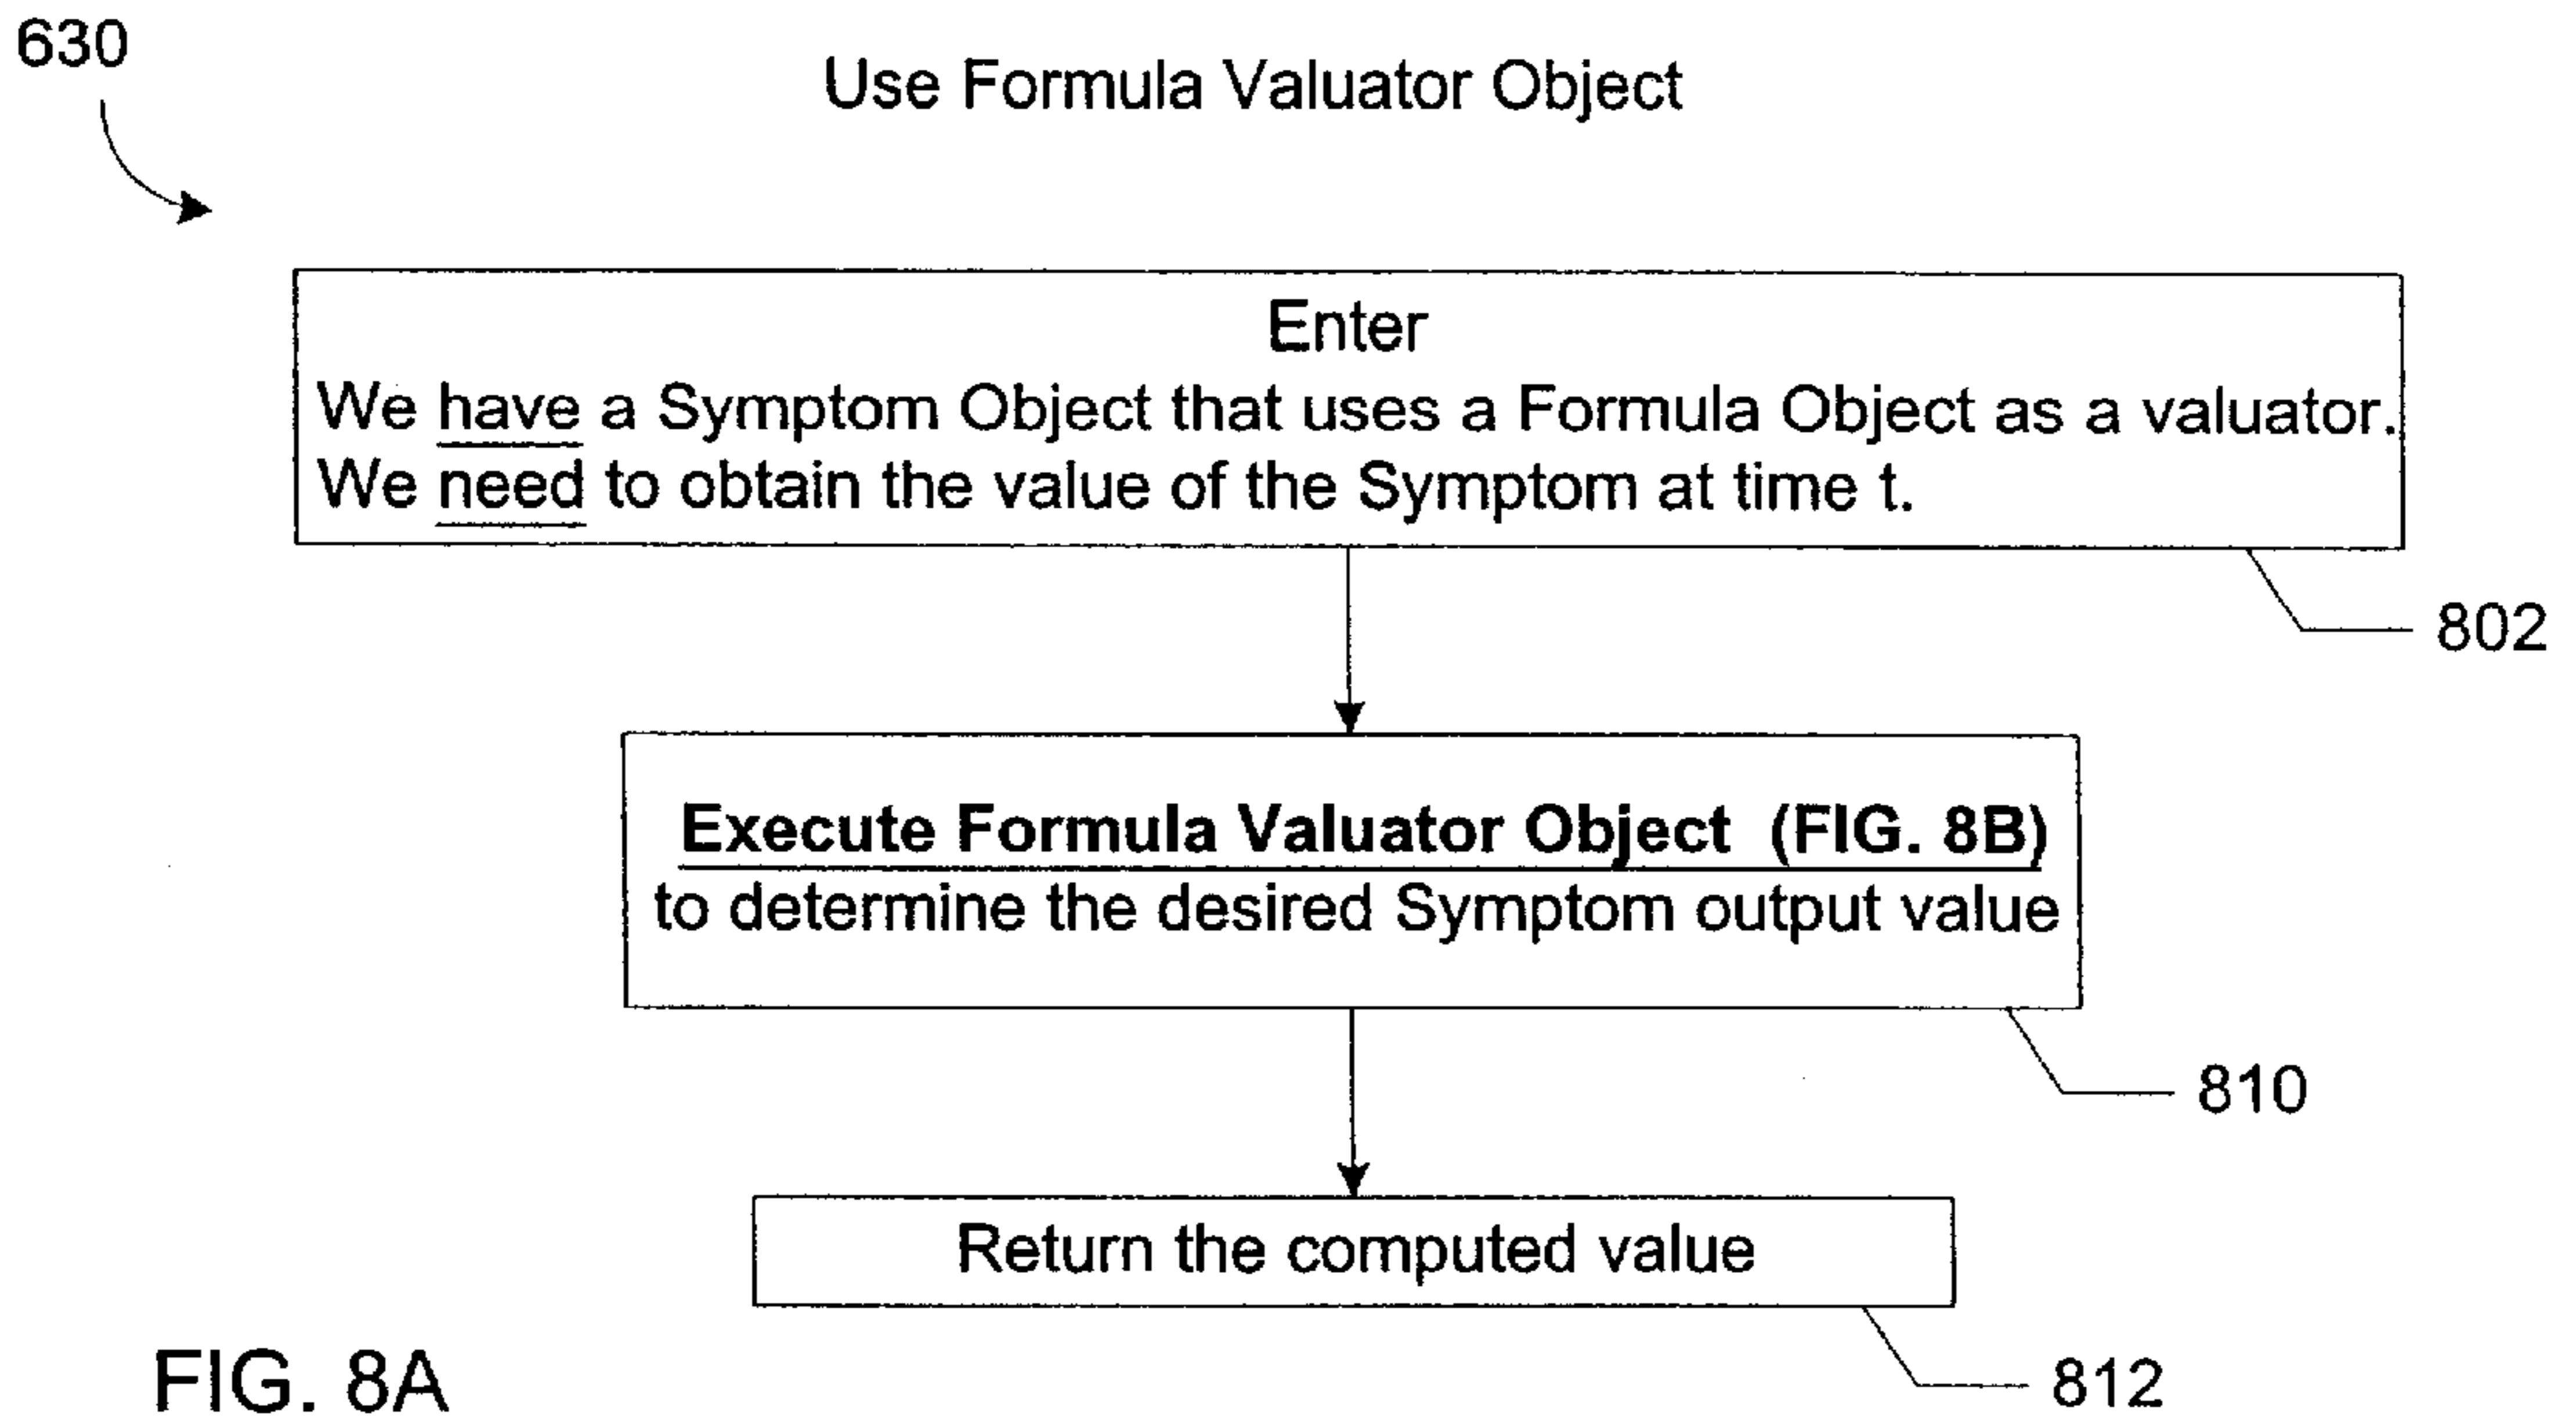 630
Use Formula Valuator Object
Enter
We have a Symptom Object that uses a Formula Object as a valuator.
We need to obtain the value of the Symptom at time t.
802
Execute Formula Valuator Object (FIG. 8B)
to determine the desired Symptom output value
810
Return the computed value
812
FIG. 8A